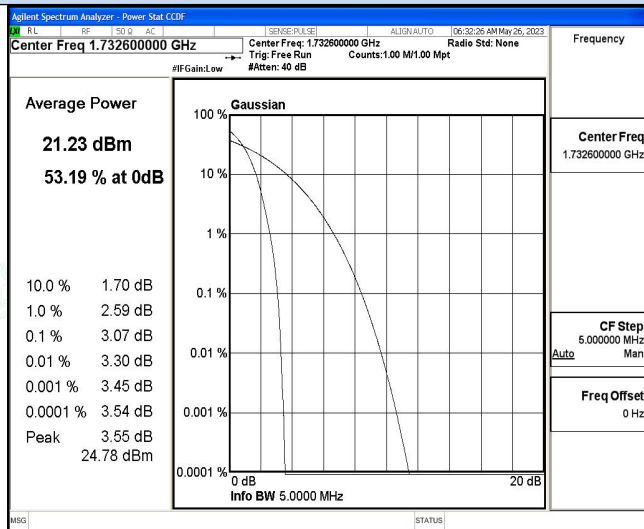 Agilent Spectrum Analyzer - Power Stat CCDF
LXI RL RF 50 Ω AC SENSE:PULSE ALIGN AUTO 06:32:26 AM May 26, 2023
Center Freq 1.732600000 GHz
Center Freq: 1.732600000 GHz Radio Std: None
Trig: Free Run Counts:1.00 M/1.00 Mpt
#IFGain:Low #Atten: 40 dB
Frequency
Average Power
21.23 dBm
53.19 % at 0dB
10.0 % 1.70 dB
1.0 % 2.59 dB
0.1 % 3.07 dB
0.01 % 3.30 dB
0.001 % 3.45 dB
0.0001 % 3.54 dB
Peak 3.55 dB
24.78 dBm
Gaussian
100 %
10 %
1 %
0.1 %
0.01 %
0.001 %
0.0001 %
0 dB 20 dB
Info BW 5.0000 MHz
Center Freq
1.732600000 GHz
CF Step
5.000000 MHz
Auto Man
Freq Offset
0 Hz
MSG STATUS